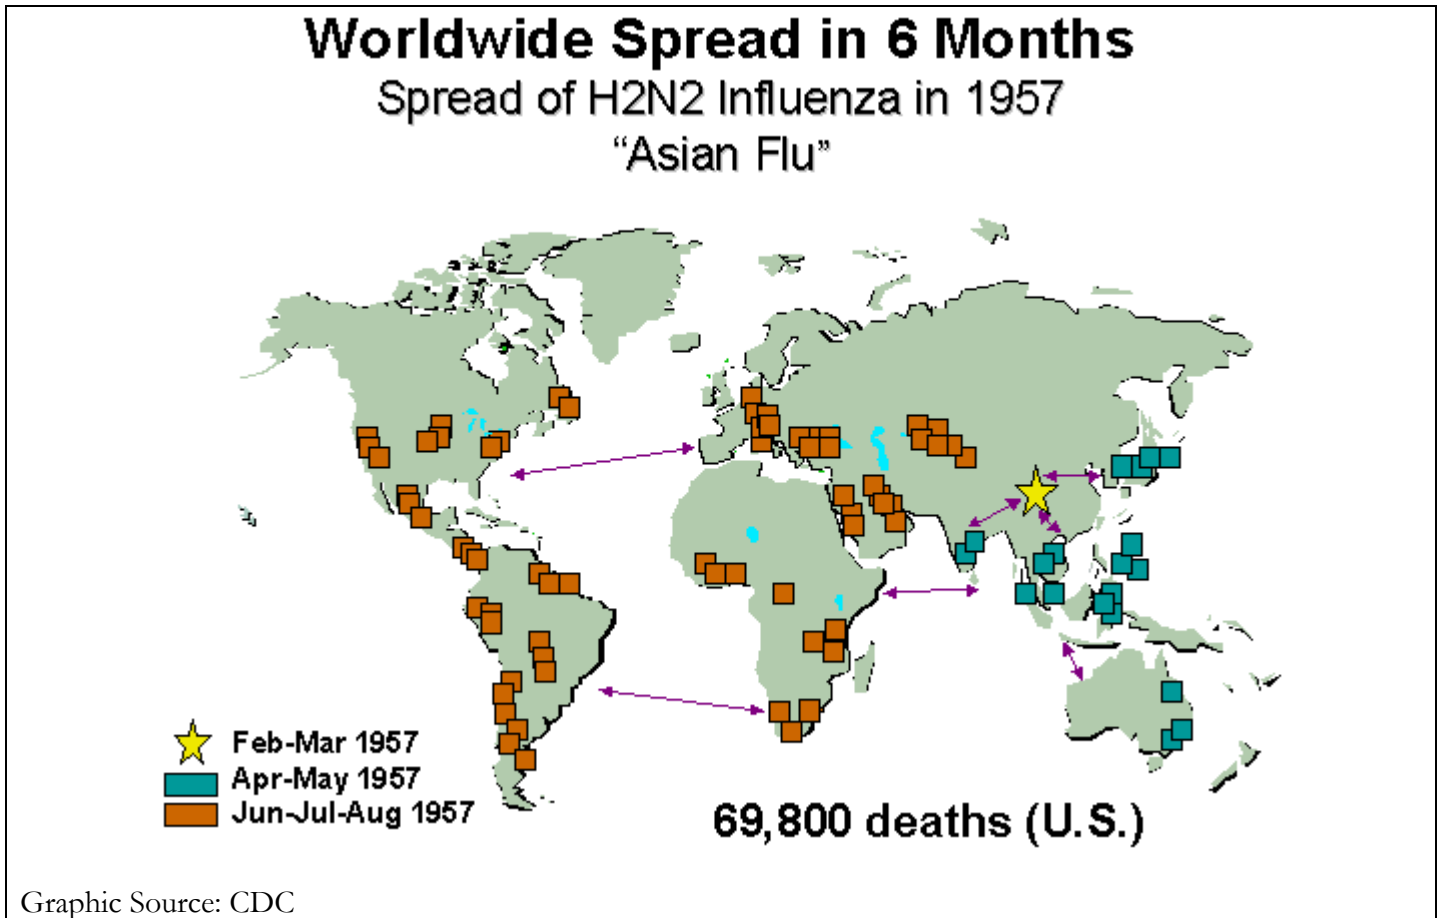 Worldwide Spread in 6 Months
Spread of H2N2 Influenza in 1957
“Asian Flu”
Feb-Mar 1957
Apr-May 1957
Jun-Jul-Aug 1957
69,800 deaths (U.S.)
Graphic Source: CDC